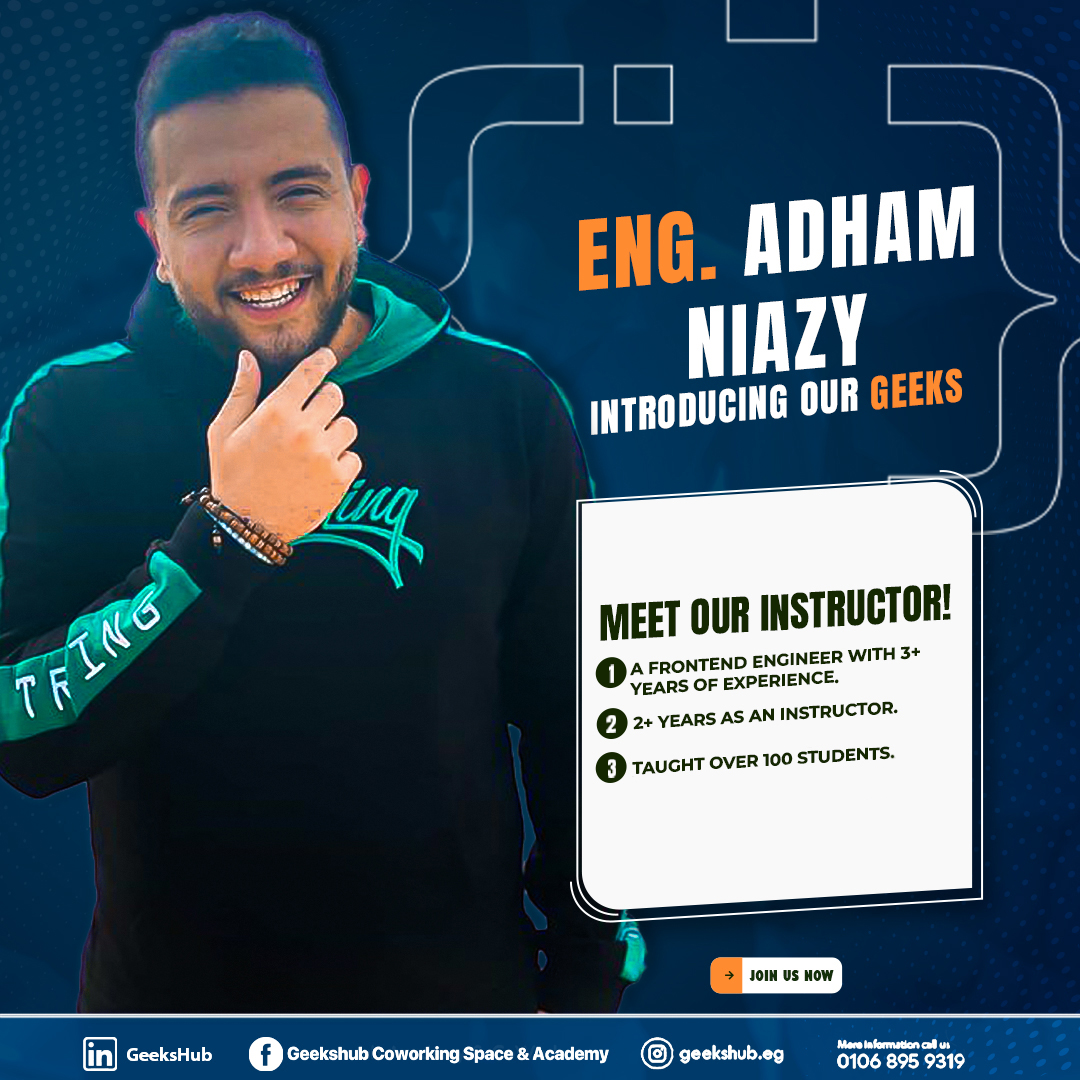 ENG. ADHAM
NIAZY
INTRODUCING OUR GEEKS
ing
TRING
MEET OUR INSTRUCTOR!
1 A FRONTEND ENGINEER WITH 3+
YEARS OF EXPERIENCE.
2 2+ YEARS AS AN INSTRUCTOR.
3 TAUGHT OVER 100 STUDENTS.
JOIN US NOW
in GeeksHub
f Geekshub Coworking Space & Academy
geekshub.eg
More information call us
0106 895 9319